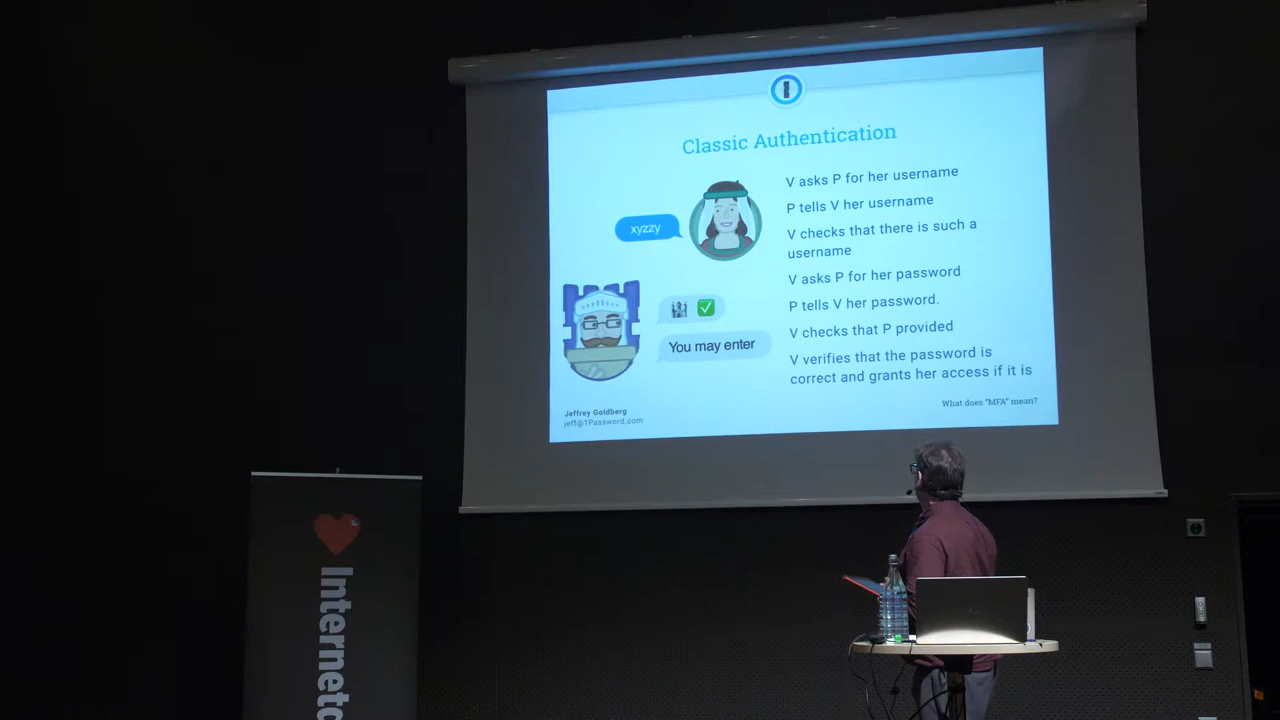 Classic Authentication
xyzzy
You may enter
V asks P for her username
P tells V her username
V checks that there is such a
username
V asks P for her password
P tells V her password.
V checks that P provided
V verifies that the password is
correct and grants her access if it is
Jeffrey Goldberg
jeff@1Password.com
What does "MFA" mean?